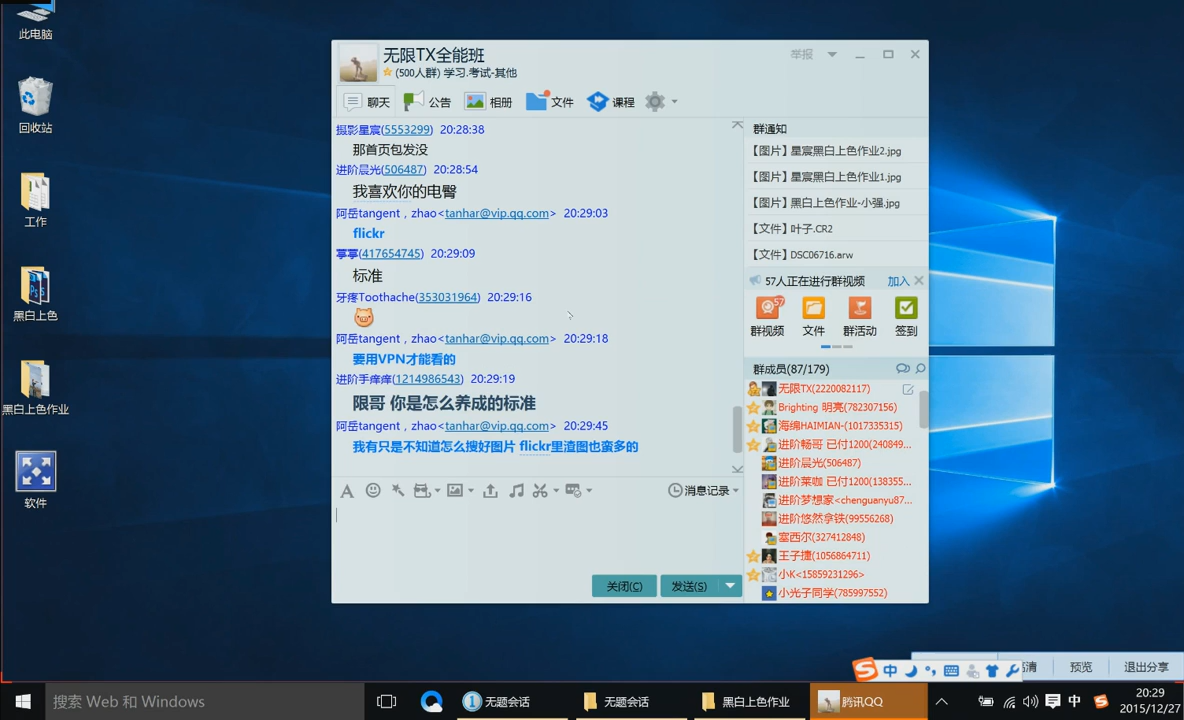 此电脑
回收站
工作
黑白上色
黑白上色作业
软件
无限TX全能班
(500人群) 学习.考试-其他
举报
聊天
公告
相册
文件
课程
摄影星宸(5553299) 20:28:38
那首页包发没
进阶晨光(506487) 20:28:54
我喜欢你的电臀
阿岳tangent，zhao<tanhar@vip.qq.com> 20:29:03
flickr
(417654745) 20:29:09
标准
牙疼Toothache(353031964) 20:29:16
阿岳tangent，zhao<tanhar@vip.qq.com> 20:29:18
要用VPN才能看的
进阶手痒痒(1214986543) 20:29:19
限哥 你是怎么养成的标准
阿岳tangent，zhao<tanhar@vip.qq.com> 20:29:45
我有只是不知道怎么搜好图片 flickr里渣图也蛮多的
消息记录
关闭(C)
发送(S)
群通知
【图片】星宸黑白上色作业2.jpg
【图片】星宸黑白上色作业1.jpg
【图片】黑白上色作业-小强.jpg
【文件】叶子.CR2
【文件】DSC06716.arw
57人正在进行群视频 加入
57
群视频
文件
群活动
签到
群成员(87/179)
无限TX(2220082117)
Brighting 明亮(782307156)
海绵HAIMIAN-(1017335315)
进阶畅哥 已付1200(240849...
进阶晨光(506487)
进阶莱咖 已付1200(138355...
进阶梦想家<chenguanyu87...
进阶悠然拿铁(99556268)
塞西尔(327412848)
王子捷(1056864711)
小K<15859231296>
小光子同学(785997552)
中
清
预览
退出分享
搜索 Web 和 Windows
无题会话
无题会话
黑白上色作业
腾讯QQ
中
20:29
2015/12/27